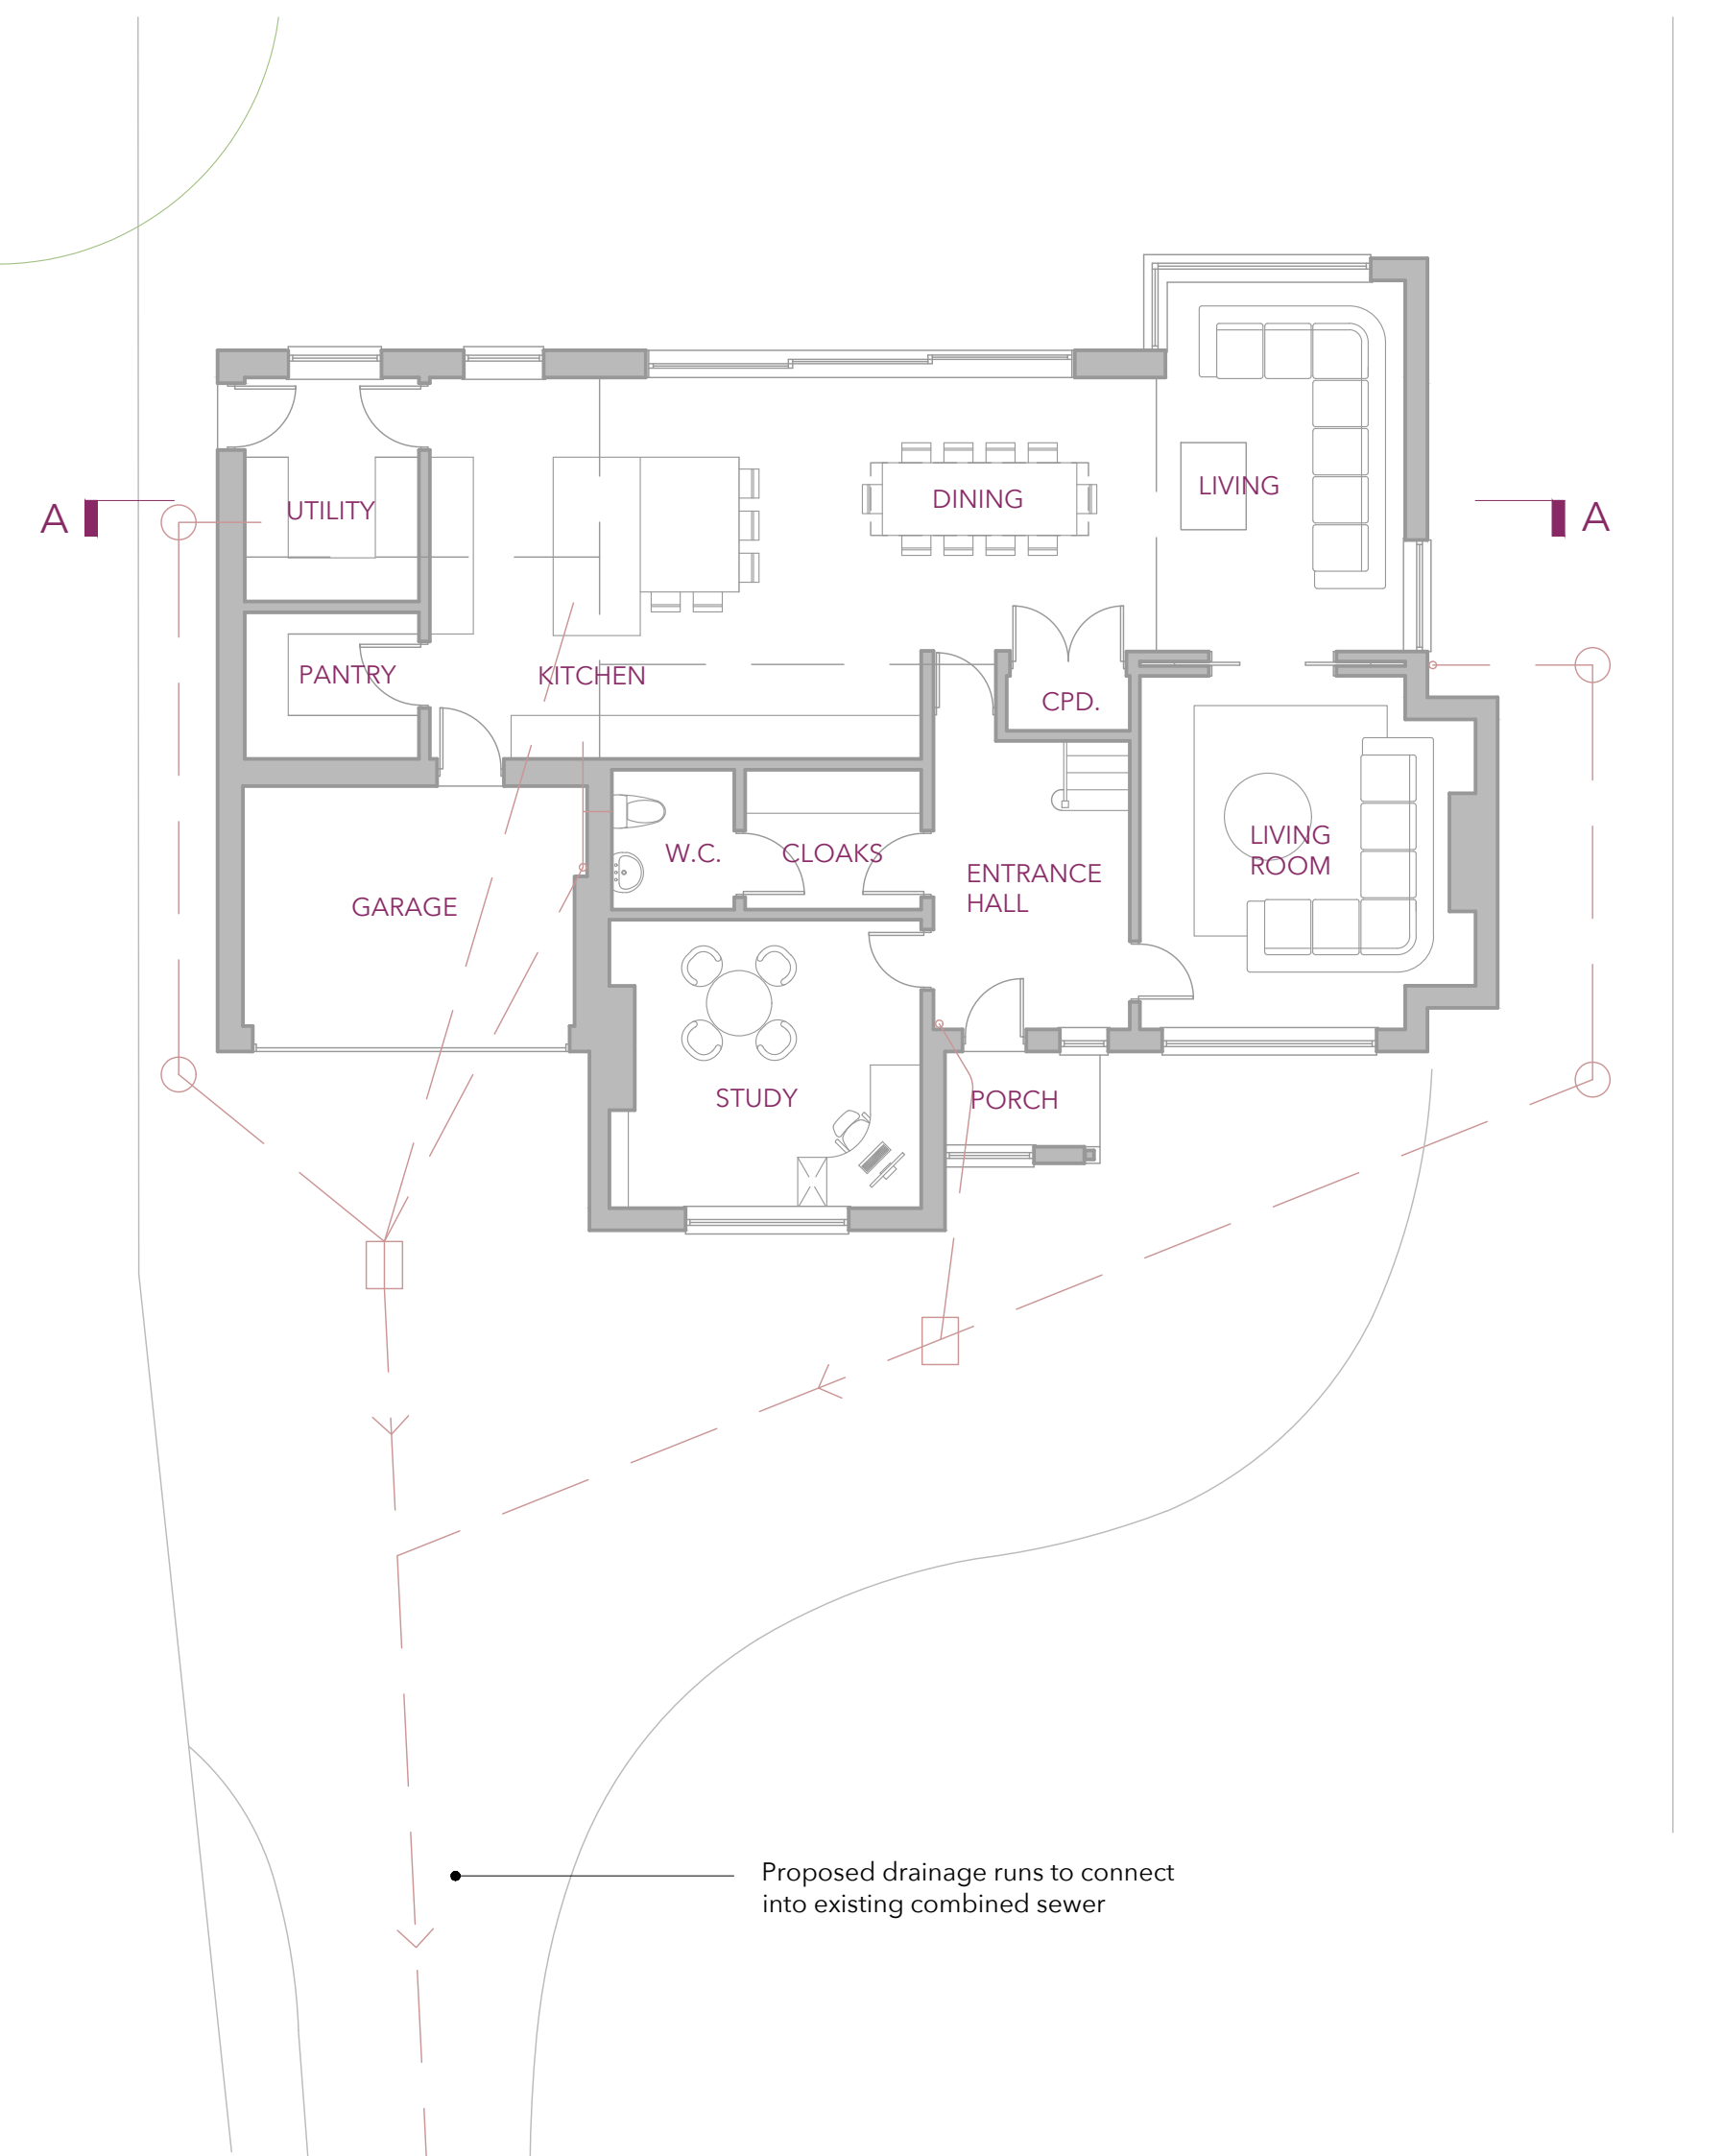 LIVING
DINING
A
UTILITY
A
PANTRY
KITCHEN
CPD.
LIVING
ROOM
W.C.
CLOAKS
ENTRANCE
HALL
GARAGE
STUDY
PORCH
Proposed drainage runs to connect
into existing combined sewer